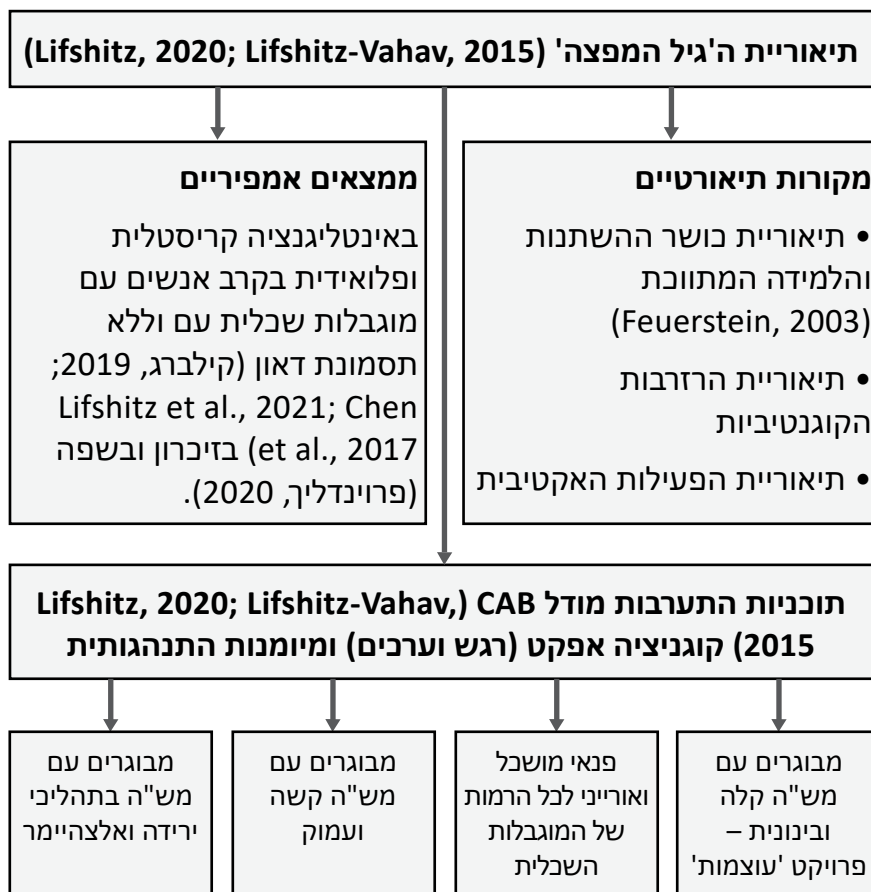 תיאוריית ה'גיל המפצה' (Lifshitz, 2020; Lifshitz-Vahav, 2015)
מקורות תיאורטיים
• תיאוריית כושר ההשתנות
והלמידה המתווכת
(Feuerstein, 2003)
• תיאוריית הרזרבות
הקוגנטיביות
• תיאוריית הפעילות האקטיבית
ממצאים אמפיריים
באינטליגנציה קריסטלית
ופלואידית בקרב אנשים עם
מוגבלות שכלית עם וללא
תסמונת דאון (קילברג, 2019;
Lifshitz et al., 2021; Chen
et al., 2017) בזיכרון ובשפה
(פרוינדליך, 2020).
תוכניות התערבות מודל CAB (Lifshitz, 2020; Lifshitz-Vahav,
2015) קוגניציה אפקט (רגש וערכים) ומיומנות התנהגותית
מבוגרים עם
מש"ה קלה
ובינונית –
פרויקט 'עוצמות'
פנאי מושכל
ואורייני לכל הרמות
של המוגבלות
השכלית
מבוגרים עם
מש"ה קשה
ועמוק
מבוגרים עם
מש"ה בתהליכי
ירידה ואלצהיימר